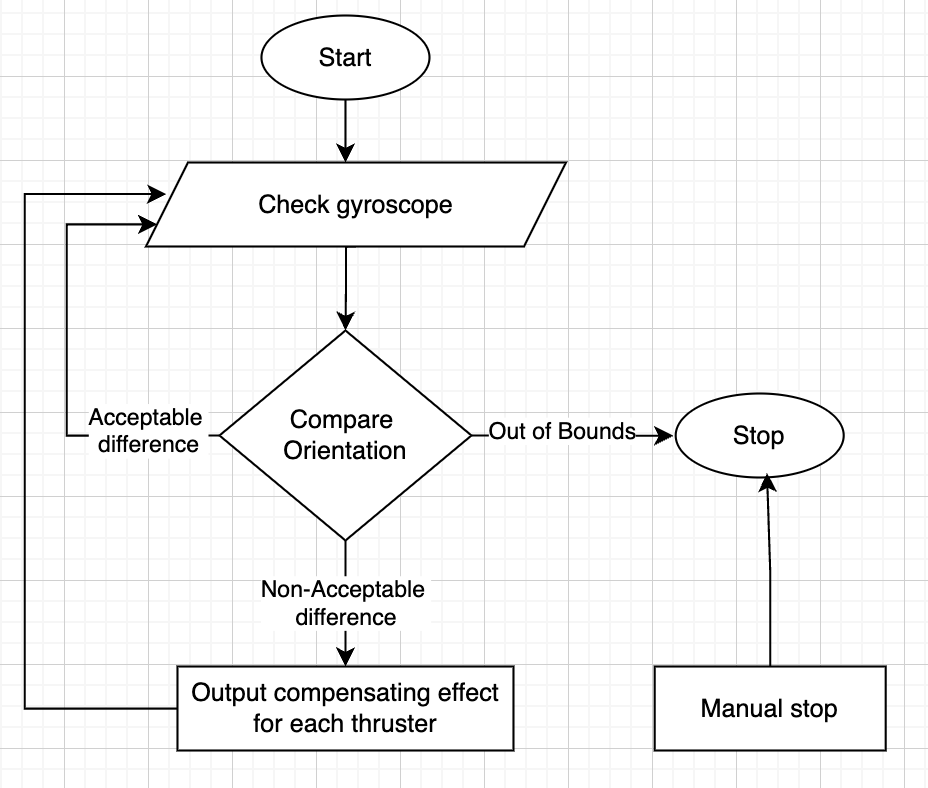 Start
Check gyroscope
Acceptable
difference
Compare
Orientation
Out of Bounds
Stop
Non-Acceptable
difference
Output compensating effect
for each thruster
Manual stop